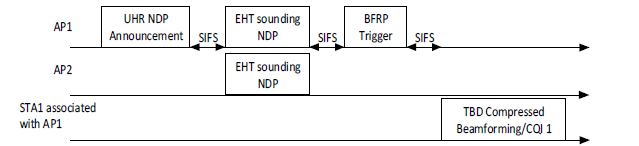 AP1
UHR NDP
Announcement
SIFS
EHT sounding
NDP
SIFS
BFRP
Trigger
SIFS
AP2
EHT sounding
NDP
STA1 associated
with AP1
TBD Compressed
Beamforming/CQI 1